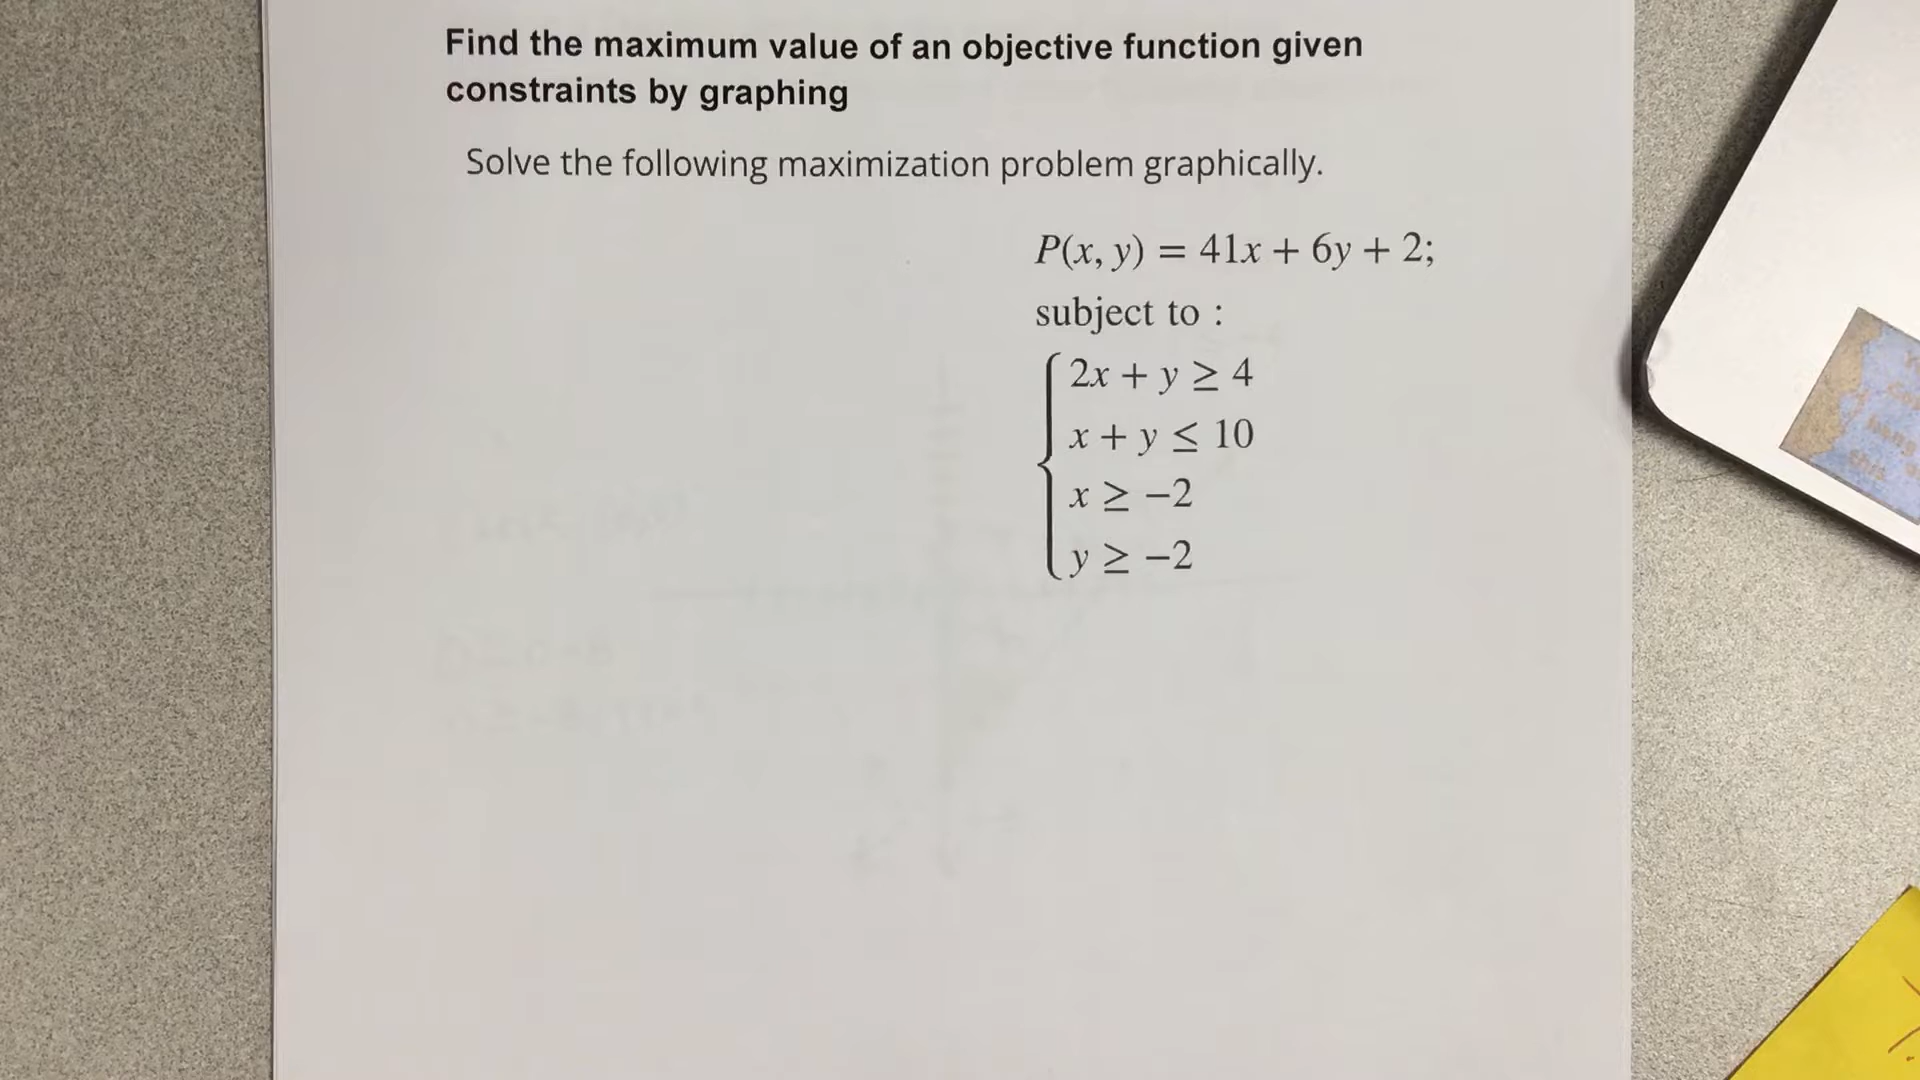 Find the maximum value of an objective function given
constraints by graphing
Solve the following maximization problem graphically.
P(x, y) = 41x + 6y + 2;
subject to :
2x + y ≥ 4
x + y ≤ 10
x ≥ −2
y ≥ −2